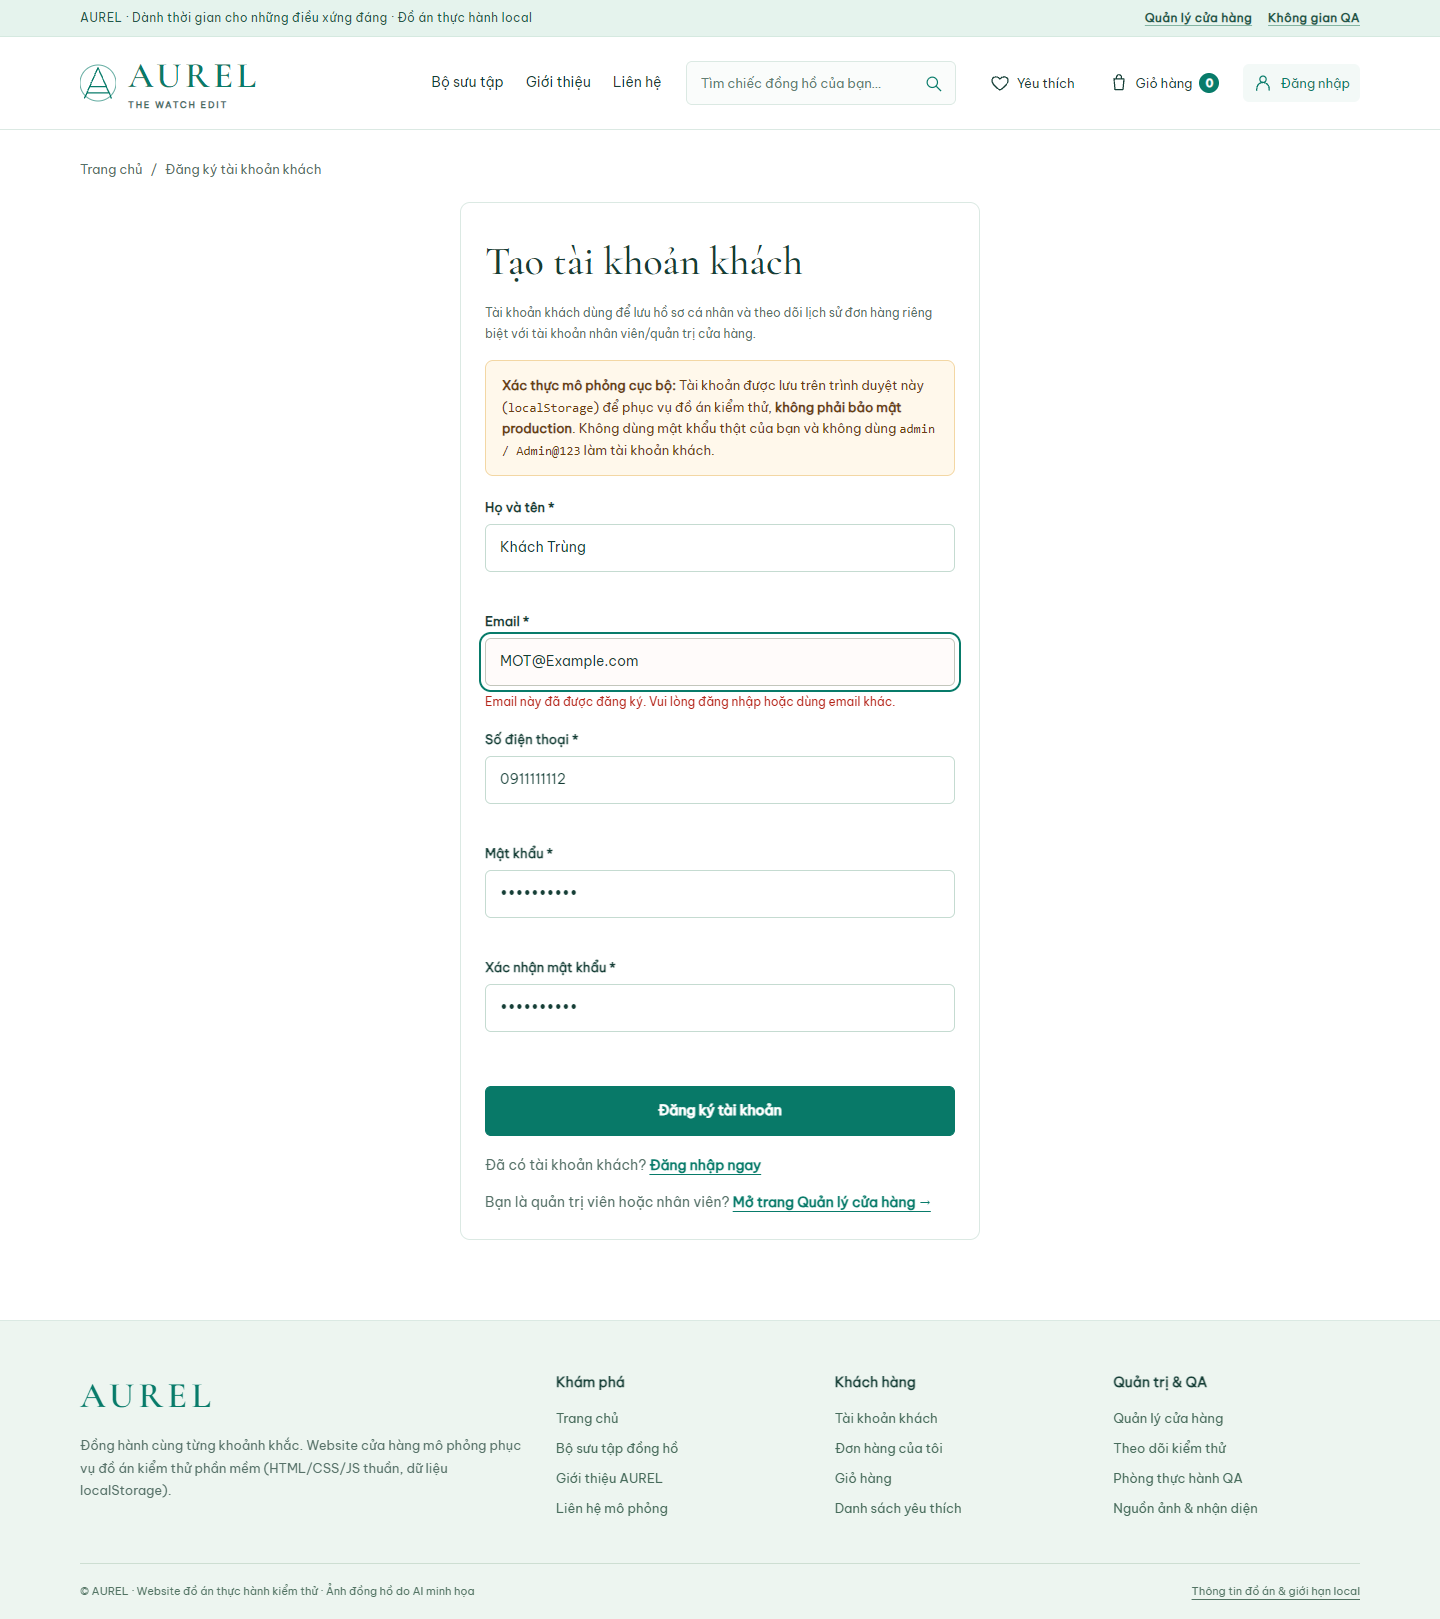 AUREL · Dành thời gian cho những điều xứng đáng · Đồ án thực hành local
Quản lý cửa hàng Không gian QA
AUREL
THE WATCH EDIT
Bộ sưu tập Giới thiệu Liên hệ Tìm chiếc đồng hồ của bạn... Yêu thích Giỏ hàng 0 Đăng nhập
Trang chủ / Đăng ký tài khoản khách
Tạo tài khoản khách
Tài khoản khách dùng để lưu hồ sơ cá nhân và theo dõi lịch sử đơn hàng riêng
biệt với tài khoản nhân viên/quản trị cửa hàng.
Xác thực mô phỏng cục bộ: Tài khoản được lưu trên trình duyệt này
(localStorage) để phục vụ đồ án kiểm thử, không phải bảo mật
production. Không dùng mật khẩu thật của bạn và không dùng admin
/ Admin@123 làm tài khoản khách.
Họ và tên *
Khách Trùng
Email *
MOT@Example.com
Email này đã được đăng ký. Vui lòng đăng nhập hoặc dùng email khác.
Số điện thoại *
0911111112
Mật khẩu *
••••••••••
Xác nhận mật khẩu *
••••••••••
Đăng ký tài khoản
Đã có tài khoản khách? Đăng nhập ngay
Bạn là quản trị viên hoặc nhân viên? Mở trang Quản lý cửa hàng →
AUREL
Đồng hành cùng từng khoảnh khắc. Website cửa hàng mô phỏng phục
vụ đồ án kiểm thử phần mềm (HTML/CSS/JS thuần, dữ liệu
localStorage).
Khám phá
Trang chủ
Bộ sưu tập đồng hồ
Giới thiệu AUREL
Liên hệ mô phỏng
Khách hàng
Tài khoản khách
Đơn hàng của tôi
Giỏ hàng
Danh sách yêu thích
Quản trị & QA
Quản lý cửa hàng
Theo dõi kiểm thử
Phòng thực hành QA
Nguồn ảnh & nhận diện
© AUREL · Website đồ án thực hành kiểm thử · Ảnh đồng hồ do AI minh họa
Thông tin đồ án & giới hạn local